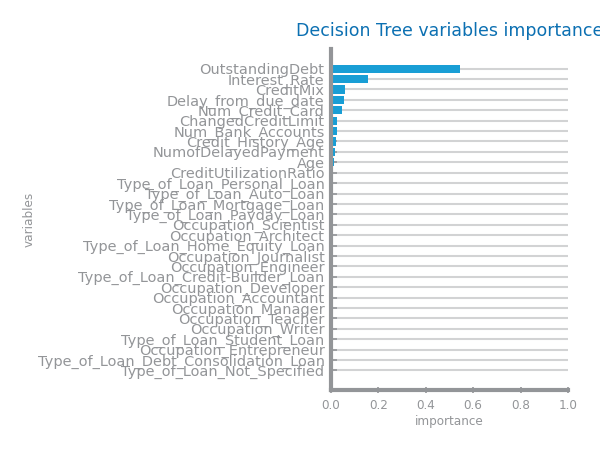 Decision Tree variables importance
variables
OutstandingDebt
Interest_Rate
CreditMix
Delay_from_due_date
Num_Credit_Card
ChangedCreditLimit
Num_Bank_Accounts
Credit_History_Age
NumofDelayedPayment
Age
CreditUtilizationRatio
Type_of_Loan_Personal_Loan
Type_of_Loan_Auto_Loan
Type_of_Loan_Mortgage_Loan
Type_of_Loan_Payday_Loan
Occupation_Scientist
Occupation_Architect
Type_of_Loan_Home_Equity_Loan
Occupation_Journalist
Occupation_Engineer
Type_of_Loan_Credit-Builder_Loan
Occupation_Developer
Occupation_Accountant
Occupation_Manager
Occupation_Teacher
Occupation_Writer
Type_of_Loan_Student_Loan
Occupation_Entrepreneur
Type_of_Loan_Debt_Consolidation_Loan
Type_of_Loan_Not_Specified
0.0 0.2 0.4 0.6 0.8 1.0
importance